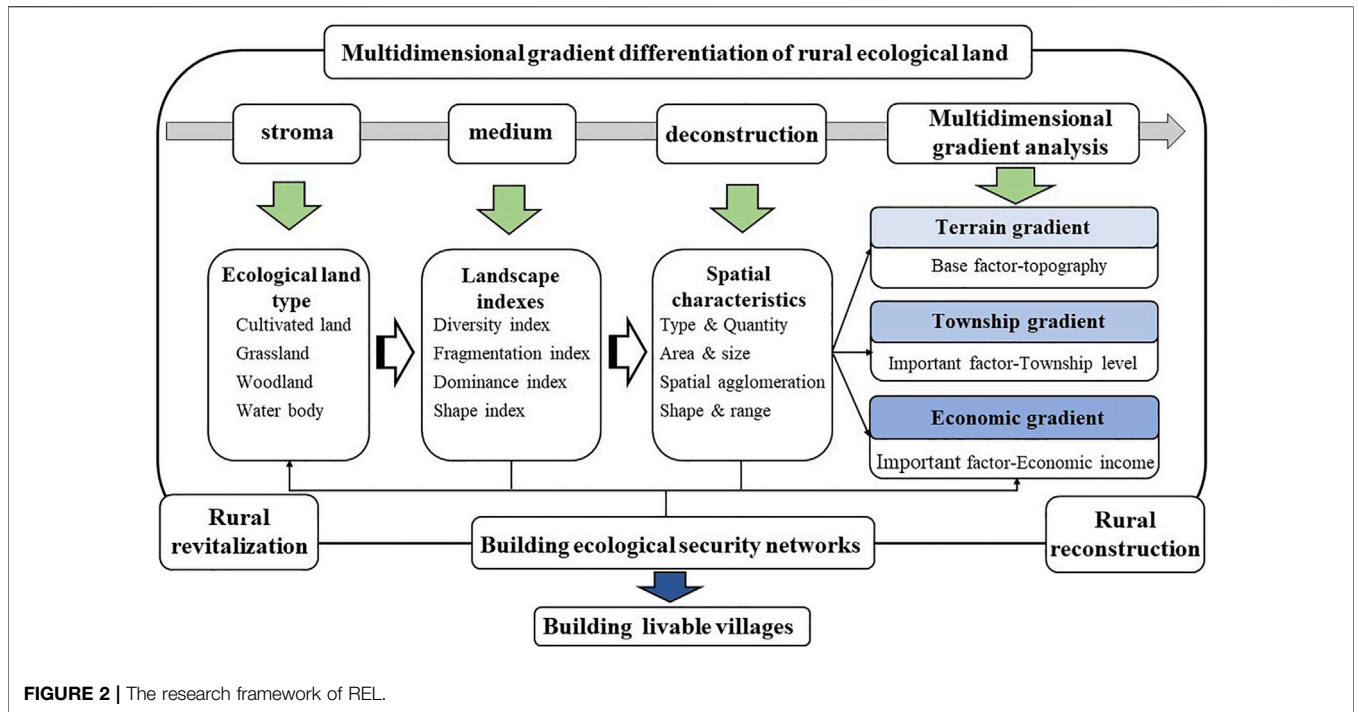 Multidimensional gradient differentiation of rural ecological land
stroma
medium
deconstruction
Multidimensional
gradient analysis
Ecological land
type
Cultivated land
Grassland
Woodland
Water body
Landscape
indexes
Diversity index
Fragmentation index
Dominance index
Shape index
Spatial
characteristics
Type & Quantity
Area & size
Spatial agglomeration
Shape & range
Terrain gradient
Base factor-topography
Township gradient
Important factor-Township level
Economic gradient
Important factor-Economic income
Rural
revitalization
Building ecological security networks
Rural
reconstruction
Building livable villages
FIGURE 2 | The research framework of REL.